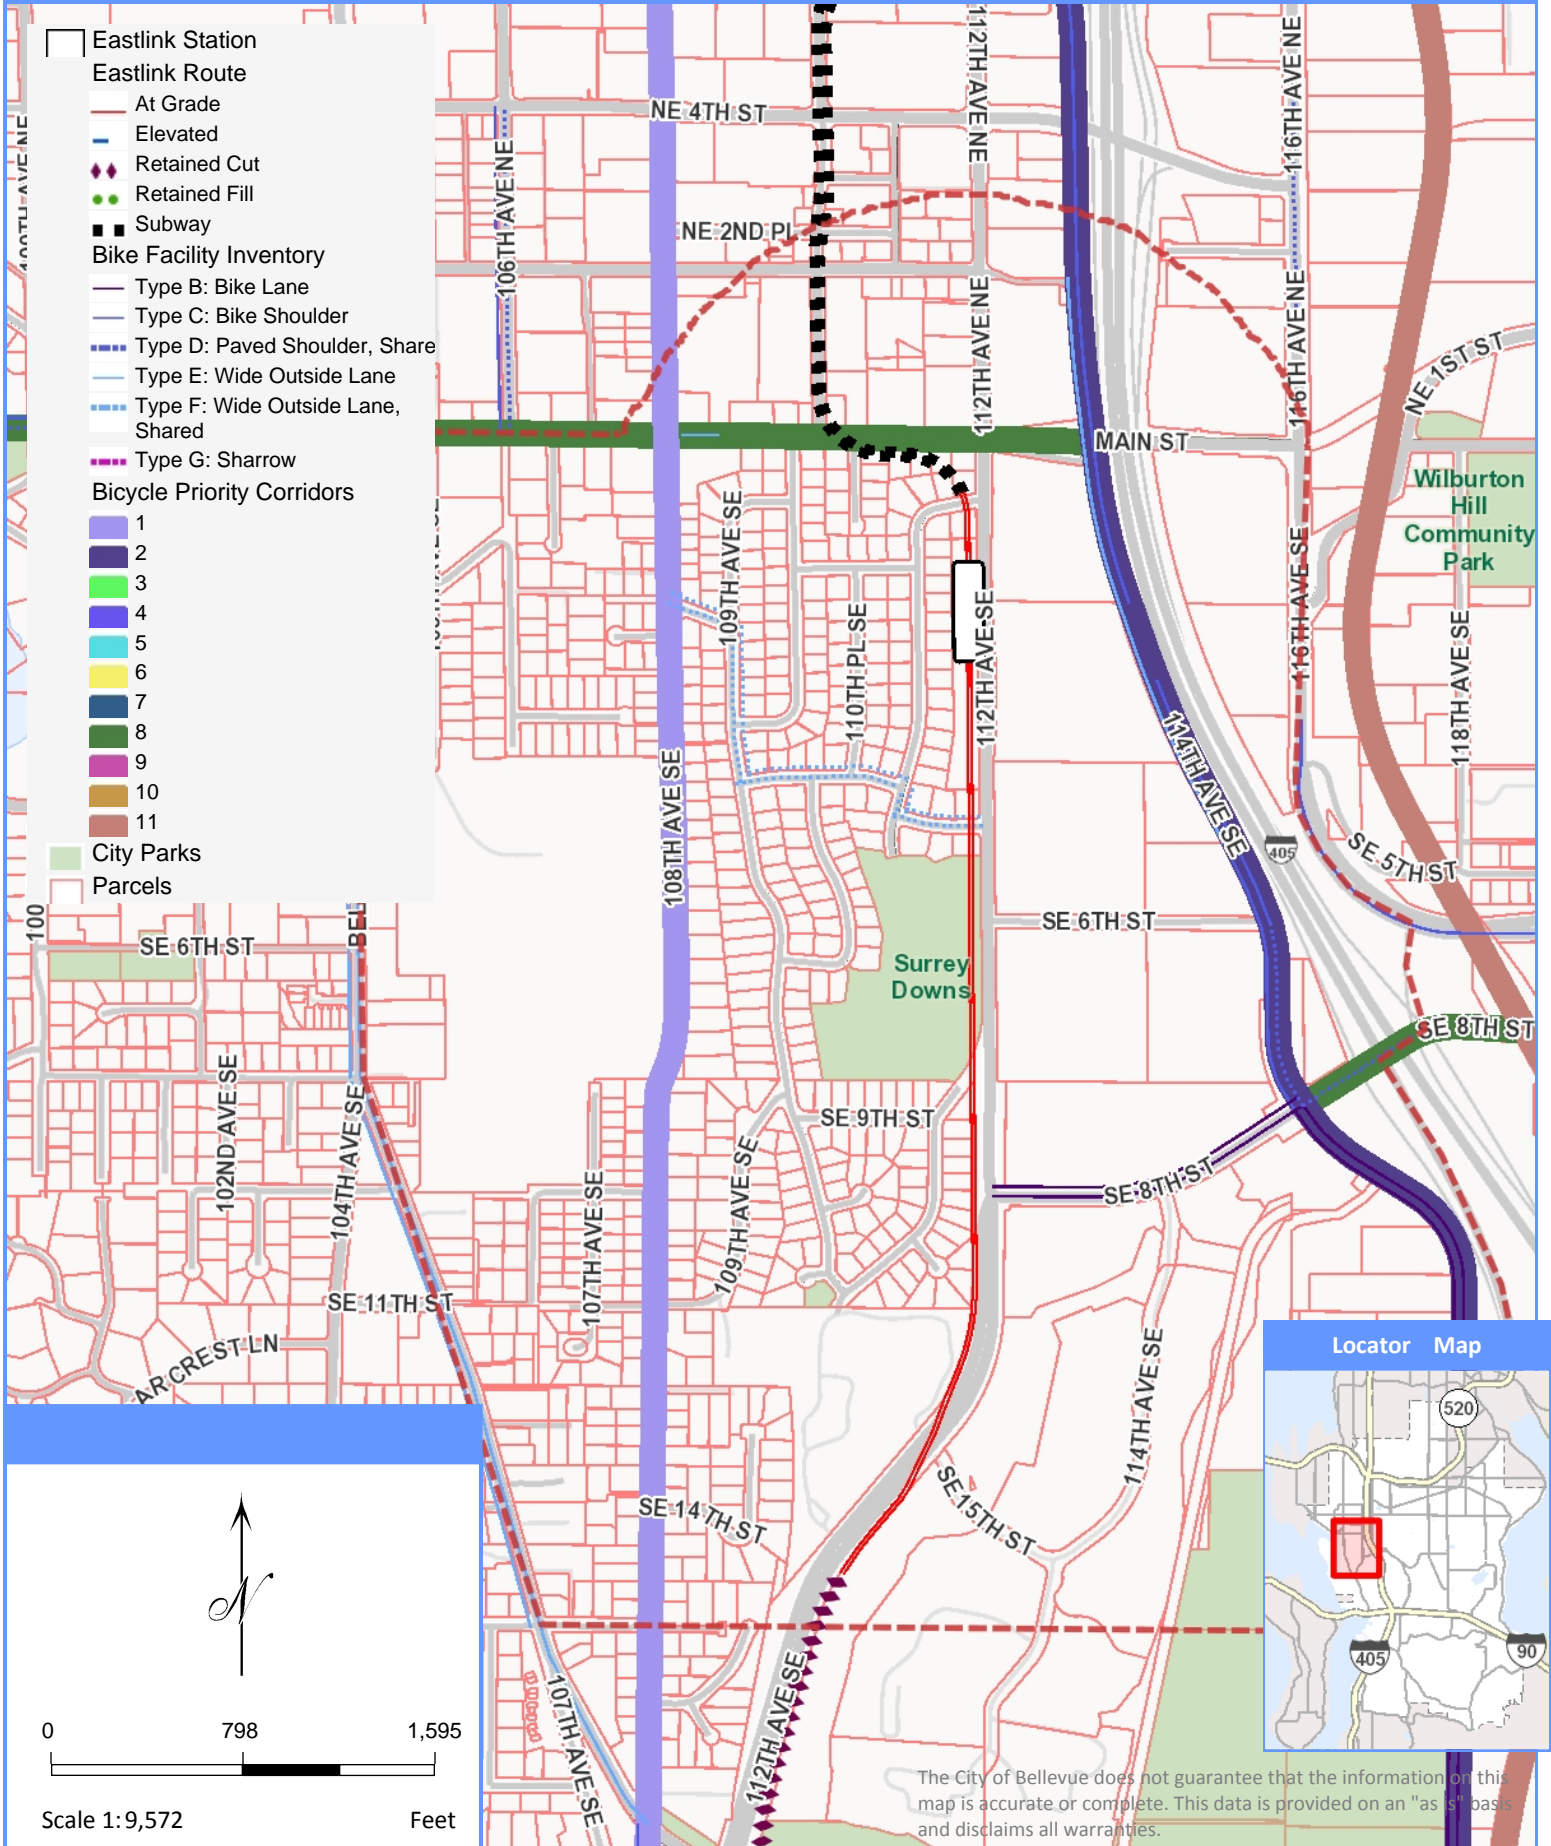 Eastlink Station
Eastlink Route
At Grade
Elevated
Retained Cut
Retained Fill
Subway
Bike Facility Inventory
Type B: Bike Lane
Type C: Bike Shoulder
Type D: Paved Shoulder, Share
Type E: Wide Outside Lane
Type F: Wide Outside Lane,
Shared
Type G: Sharrow
Bicycle Priority Corridors
1
2
3
4
5
6
7
8
9
10
11
City Parks
Parcels
NE 4TH ST
NE 2ND PL
106TH AVE NE
112TH AVE NE
112TH AVE NE
116TH AVE NE
116TH AVE NE
NE 1ST ST
MAIN ST
Wilburton
Hill
Community
Park
109TH AVE SE
110TH PL SE
112TH AVE SE
116TH AVE SE
118TH AVE SE
108TH AVE SE
114TH AVE SE
405
SE 5TH ST
100
BEL
SE 6TH ST
SE 6TH ST
Surrey
Downs
SE 8TH ST
102ND AVE SE
104TH AVE SE
SE 9TH ST
107TH AVE SE
109TH AVE SE
SE 8TH ST
SE 11TH ST
ARCREST LN
114TH AVE SE
SE 14TH ST
SE 15TH ST
107TH AVE SE
112TH AVE SE
Locator Map
520
405
90
N
0 798 1,595
Scale 1: 9,572 Feet
The City of Bellevue does not guarantee that the information on this
map is accurate or complete. This data is provided on an "as is" basis
and disclaims all warranties.